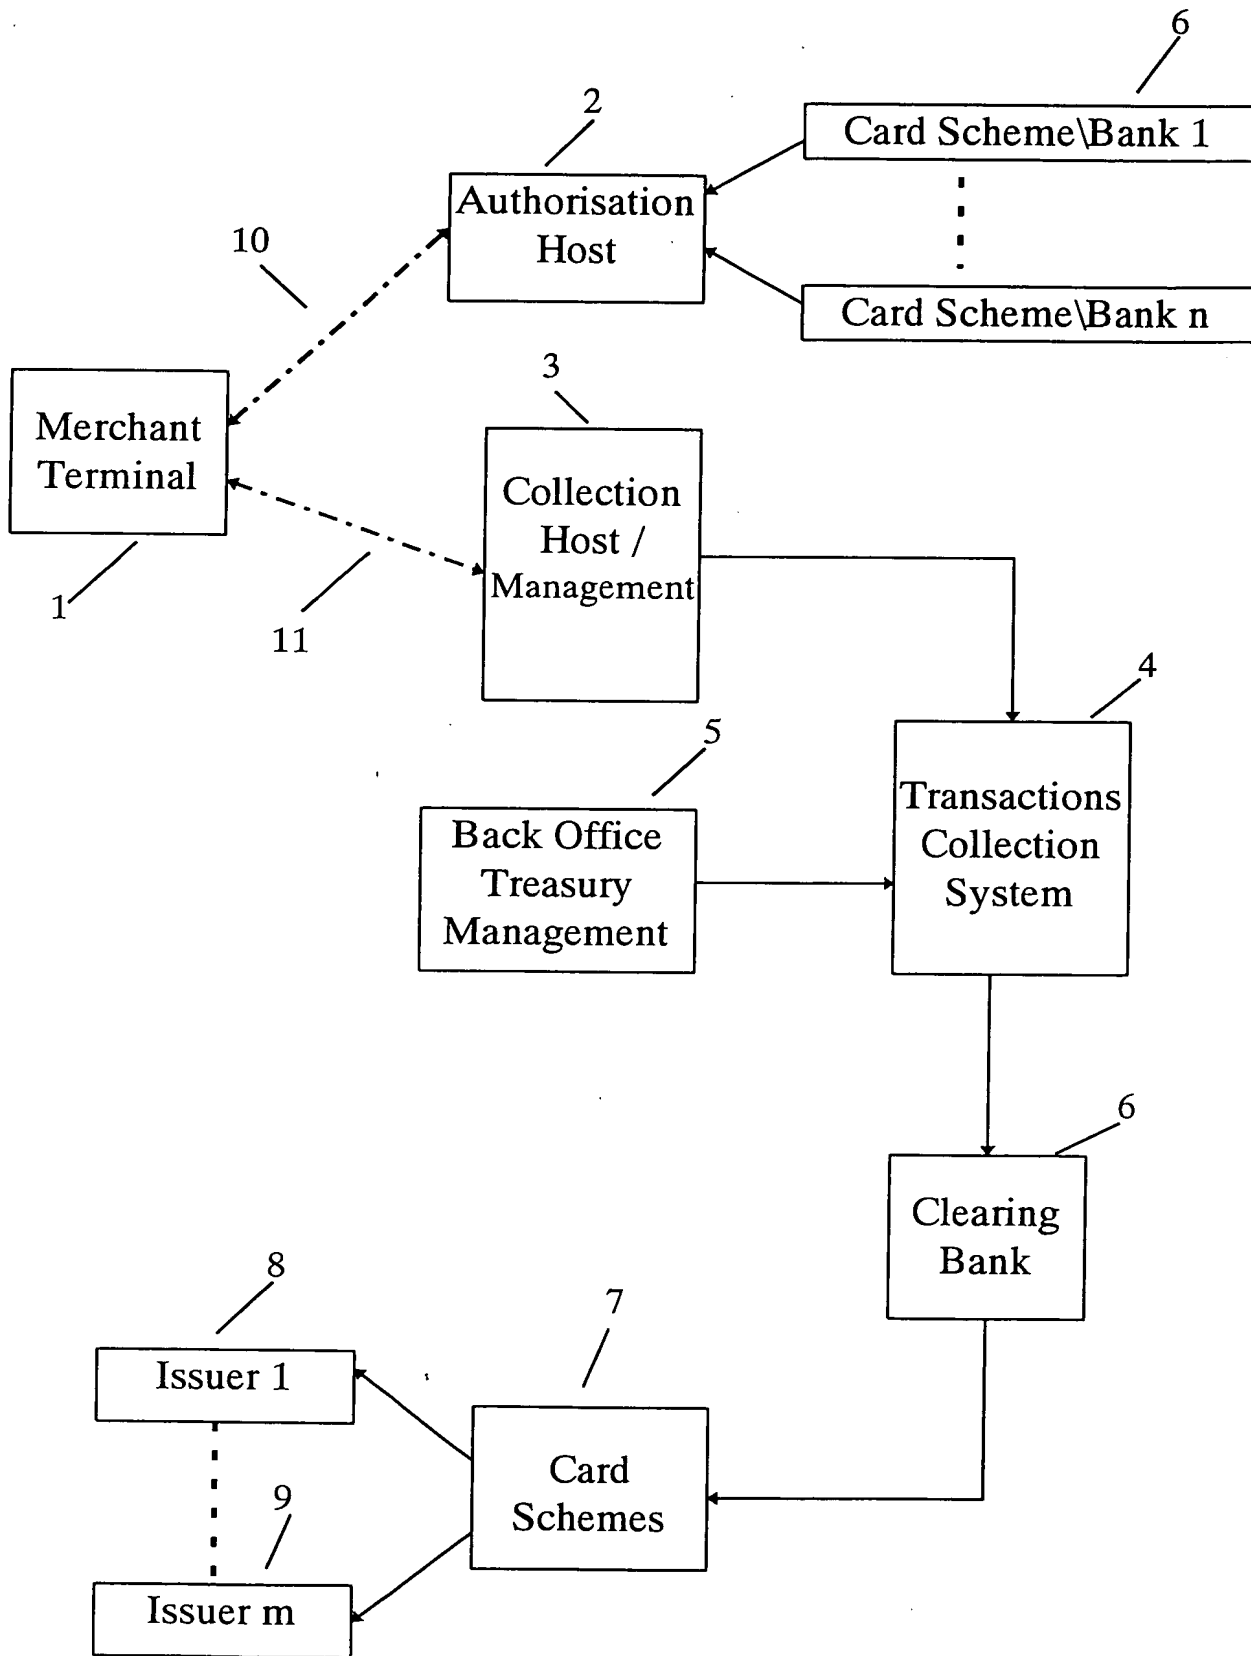 6
Card Scheme\Bank 1
2
Authorisation
Host
10
Card Scheme\Bank n
3
Merchant
Terminal
Collection
Host /
Management
1
11
4
5
Transactions
Collection
System
Back Office
Treasury
Management
6
Clearing
Bank
8
7
Issuer 1
Card
Schemes
9
Issuer m